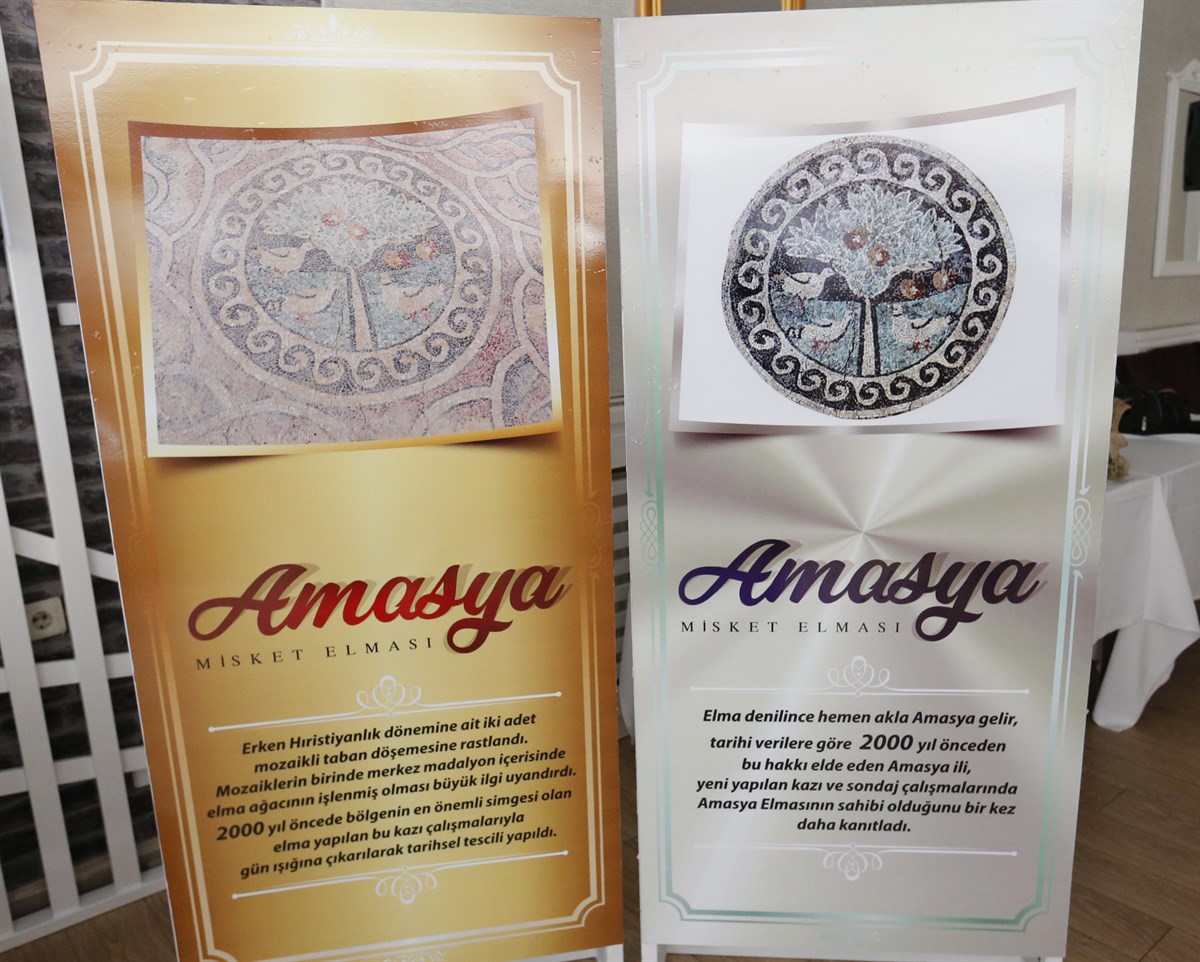 Amasya
MİSKET ELMASI
Erken Hıristiyanlık dönemine ait iki adet
mozaikli taban döşemesine rastlandı.
Mozaiklerin birinde merkez madalyon içerisinde
elma ağacının işlenmiş olması büyük ilgi uyandırdı.
2000 yıl öncede bölgenin en önemli simgesi olan
elma yapılan bu kazı çalışmalarıyla
gün ışığına çıkarılarak tarihsel tescili yapıldı.
Amasya
MİSKET ELMASI
Elma denilince hemen akla Amasya gelir,
tarihi verilere göre 2000 yıl önceden
bu hakkı elde eden Amasya ili,
yeni yapılan kazı ve sondaj çalışmalarında
Amasya Elmasının sahibi olduğunu bir kez
daha kanıtladı.